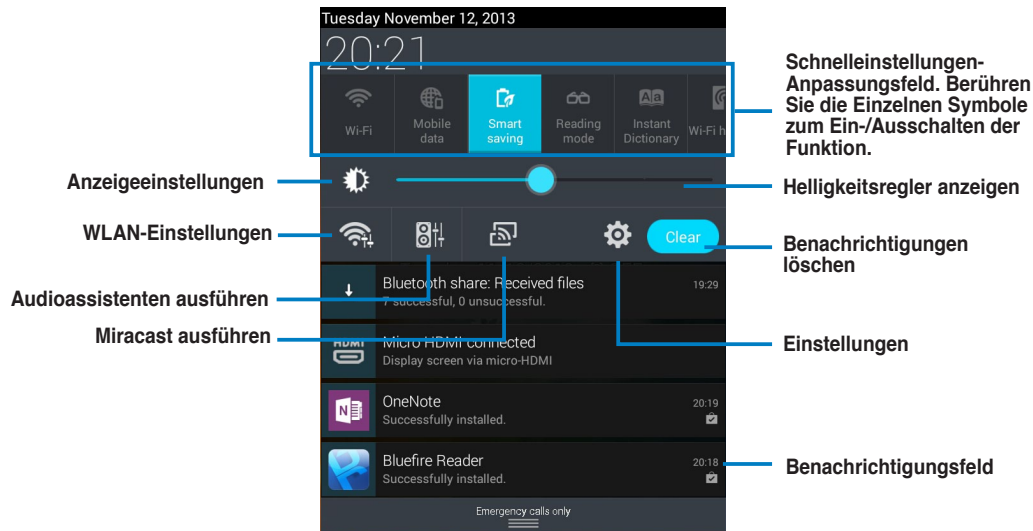 Tuesday November 12, 2013
20:21
Wi-Fi
Mobile
data
Smart
saving
Reading
mode
Aa
Instant
Dictionary
Wi-Fi h
Schnelleinstellungen-
Anpassungsfeld. Berühren
Sie die Einzelnen Symbole
zum Ein-/Ausschalten der
Funktion.
Anzeigeeinstellungen
Helligkeitsregler anzeigen
WLAN-Einstellungen
Clear
Benachrichtigungen
löschen
Audioassistenten ausführen
Bluetooth share: Received files
19:29
7 successful, 0 unsuccessful.
Miracast ausführen
HDMI
Micro HDMI connected
Display screen via micro-HDMI
Einstellungen
N
OneNote
20:19
Successfully installed.
Bluefire Reader
20:18
Successfully installed.
Benachrichtigungsfeld
Emergency calls only